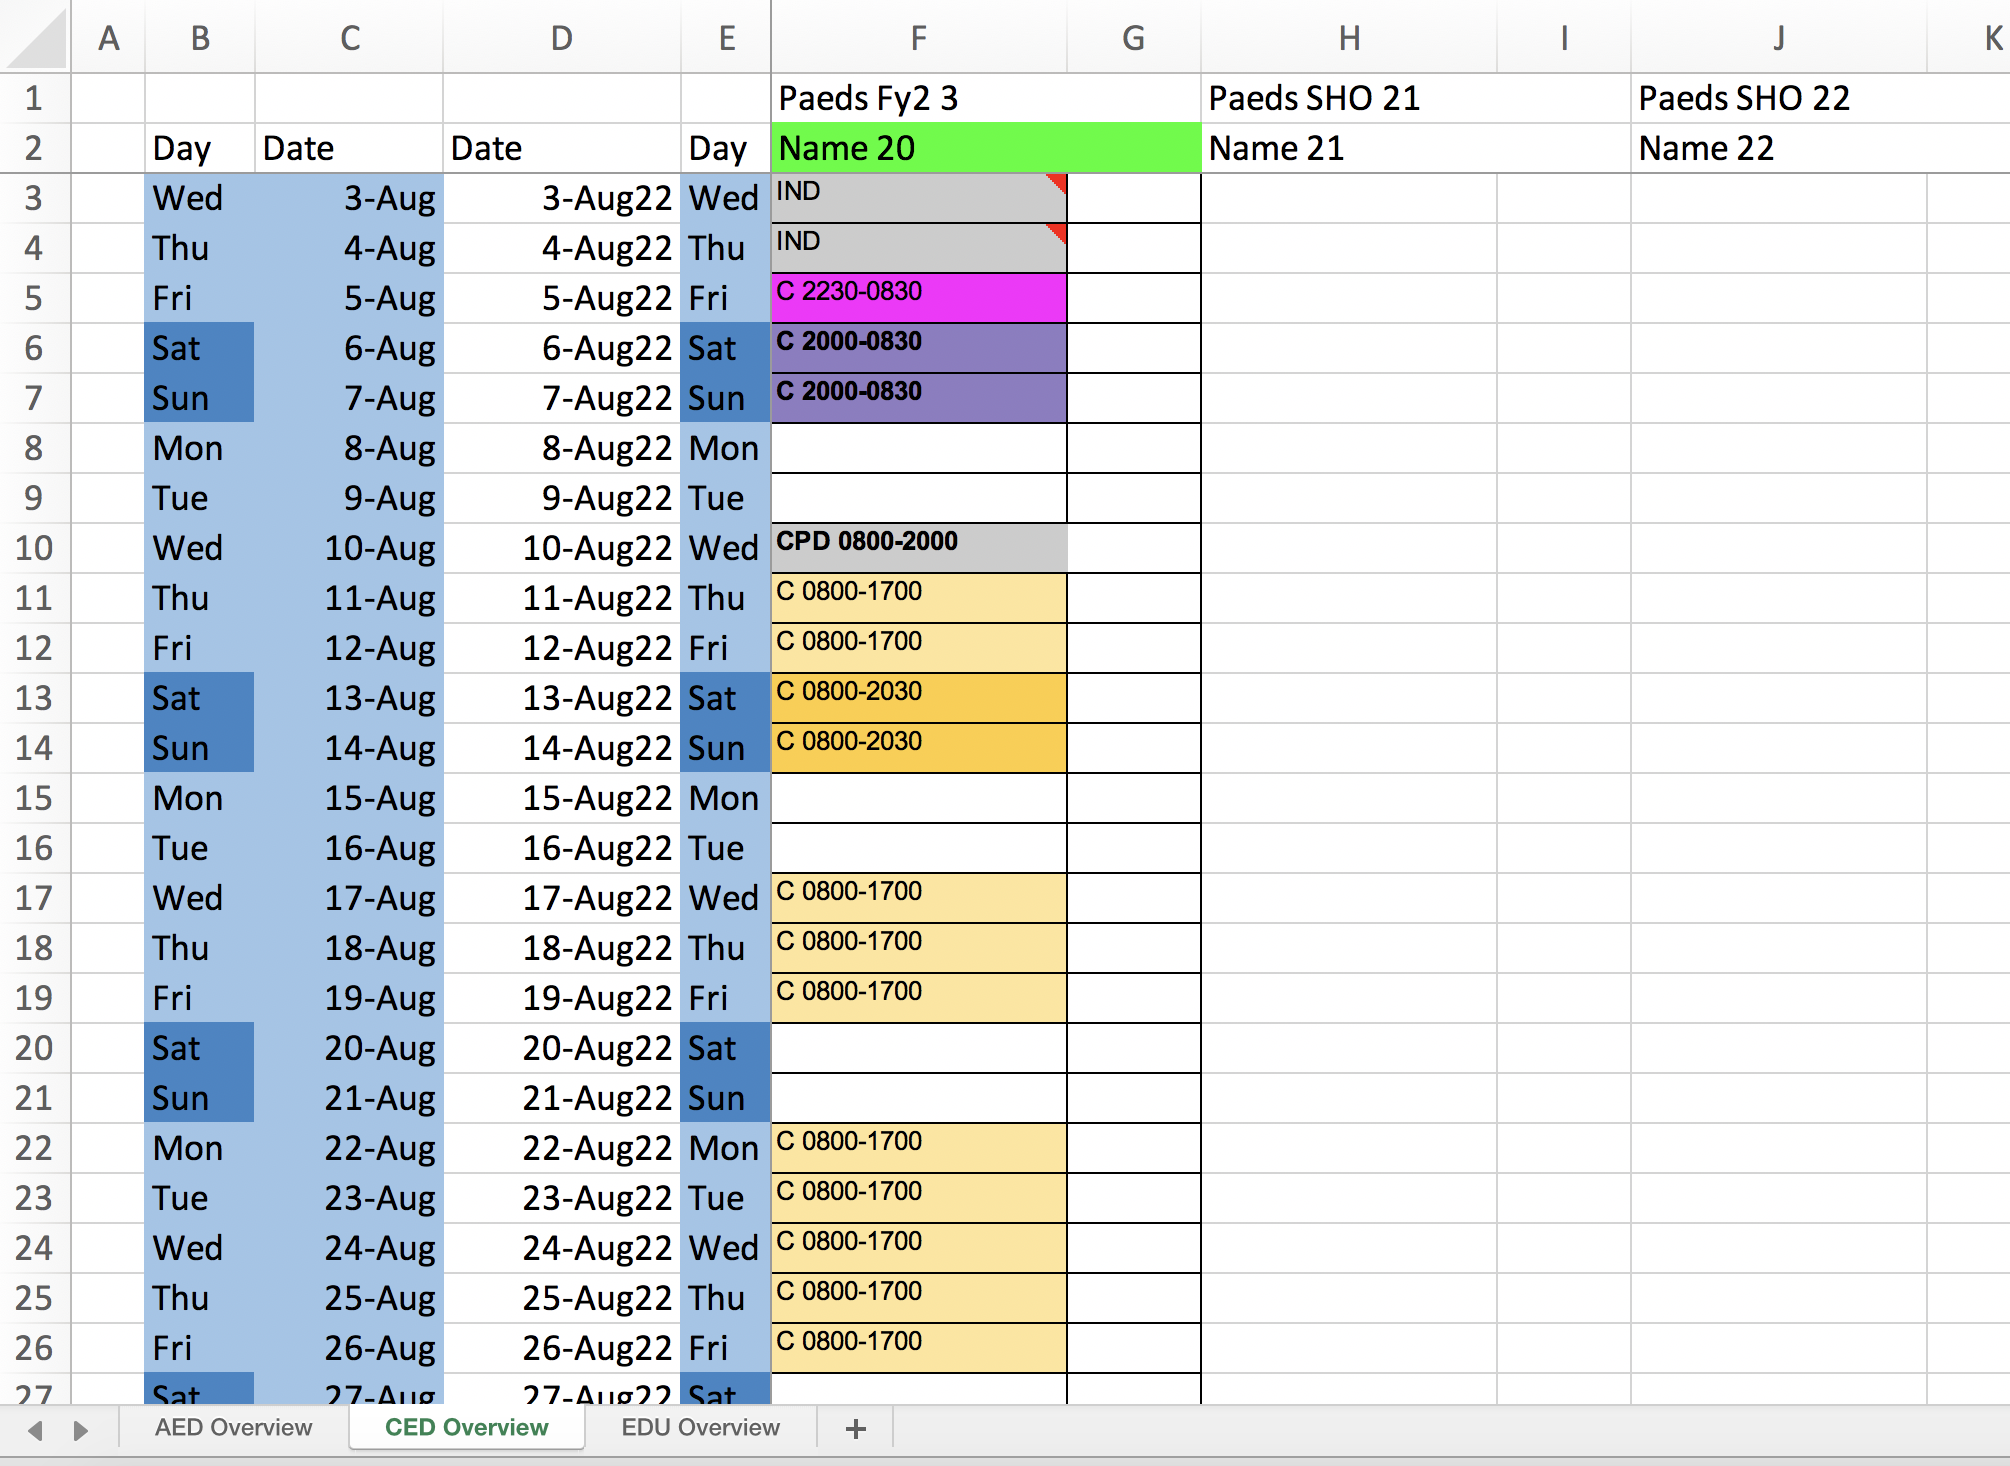 A B C D E F G H I J K
1 Paeds Fy2 3 Paeds SHO 21 Paeds SHO 22
2 Day Date Date Day Name 20 Name 21 Name 22
3 Wed 3-Aug 3-Aug22 Wed IND
4 Thu 4-Aug 4-Aug22 Thu IND
5 Fri 5-Aug 5-Aug22 Fri C 2230-0830
6 Sat 6-Aug 6-Aug22 Sat C 2000-0830
7 Sun 7-Aug 7-Aug22 Sun C 2000-0830
8 Mon 8-Aug 8-Aug22 Mon
9 Tue 9-Aug 9-Aug22 Tue
10 Wed 10-Aug 10-Aug22 Wed CPD 0800-2000
11 Thu 11-Aug 11-Aug22 Thu C 0800-1700
12 Fri 12-Aug 12-Aug22 Fri C 0800-1700
13 Sat 13-Aug 13-Aug22 Sat C 0800-2030
14 Sun 14-Aug 14-Aug22 Sun C 0800-2030
15 Mon 15-Aug 15-Aug22 Mon
16 Tue 16-Aug 16-Aug22 Tue
17 Wed 17-Aug 17-Aug22 Wed C 0800-1700
18 Thu 18-Aug 18-Aug22 Thu C 0800-1700
19 Fri 19-Aug 19-Aug22 Fri C 0800-1700
20 Sat 20-Aug 20-Aug22 Sat
21 Sun 21-Aug 21-Aug22 Sun
22 Mon 22-Aug 22-Aug22 Mon C 0800-1700
23 Tue 23-Aug 23-Aug22 Tue C 0800-1700
24 Wed 24-Aug 24-Aug22 Wed C 0800-1700
25 Thu 25-Aug 25-Aug22 Thu C 0800-1700
26 Fri 26-Aug 26-Aug22 Fri C 0800-1700
27 Sat 27-Aug 27-Aug22 Sat
AED Overview CED Overview EDU Overview +